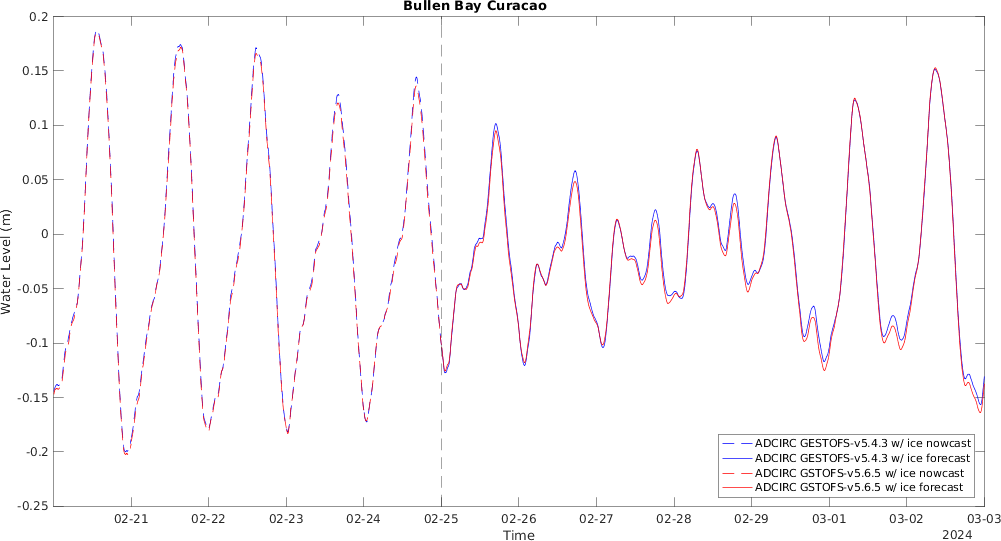 Bullen Bay Curacao
0.2
0.15
0.1
0.05
0
-0.05
-0.1
-0.15
-0.2
-0.25
Water Level (m)
02-21 02-22 02-23 02-24 02-25 02-26 02-27 02-28 02-29 03-01 03-02 03-03
Time
2024
ADCIRC GESTOFS-v5.4.3 w/ ice nowcast
ADCIRC GESTOFS-v5.4.3 w/ ice forecast
ADCIRC GSTOFS-v5.6.5 w/ ice nowcast
ADCIRC GSTOFS-v5.6.5 w/ ice forecast